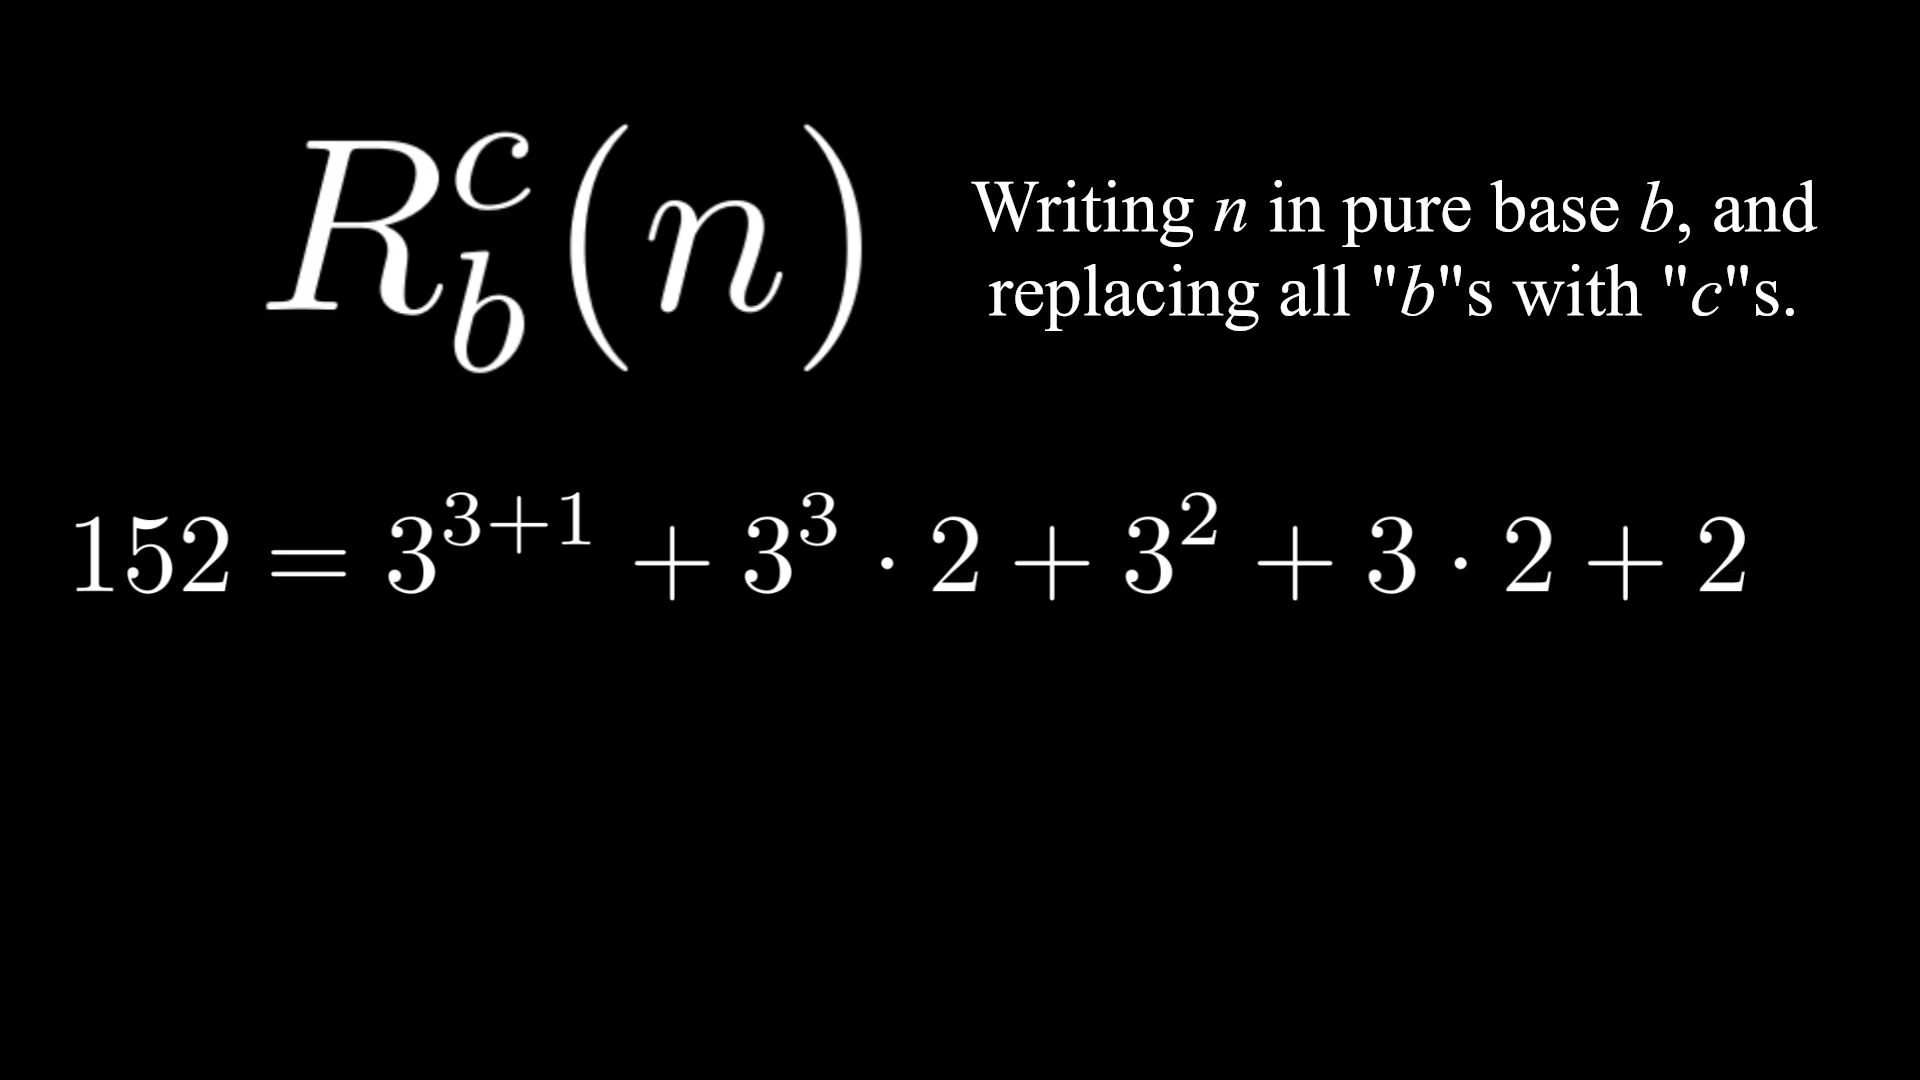 R_b^c(n)
Writing n in pure base b, and
replacing all "b"s with "c"s.
152 = 3^{3+1} + 3^3 · 2 + 3^2 + 3 · 2 + 2